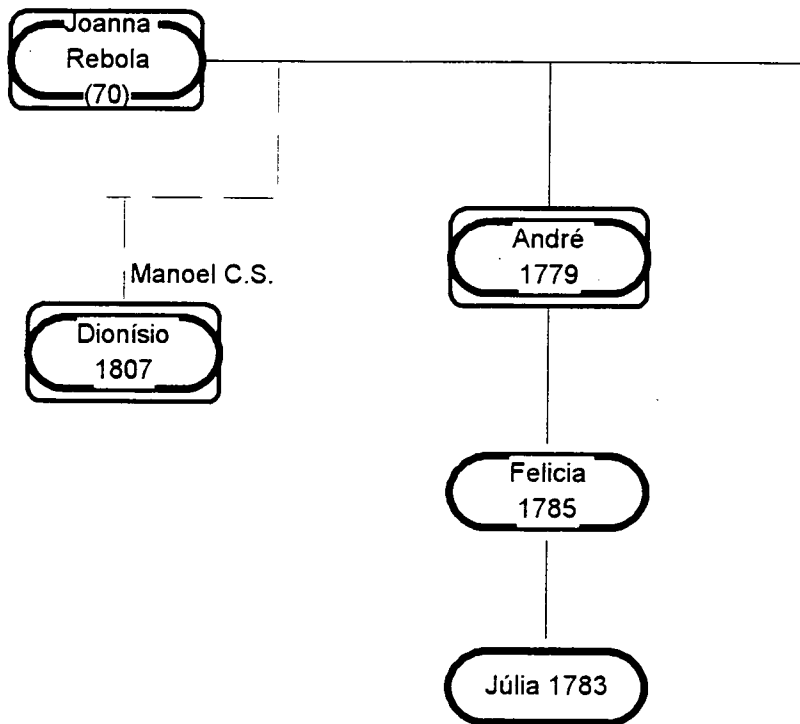 Joanna
Rebola
(70)
André
1779
Manoel C.S.
Dionísio
1807
Felicia
1785
Júlia 1783